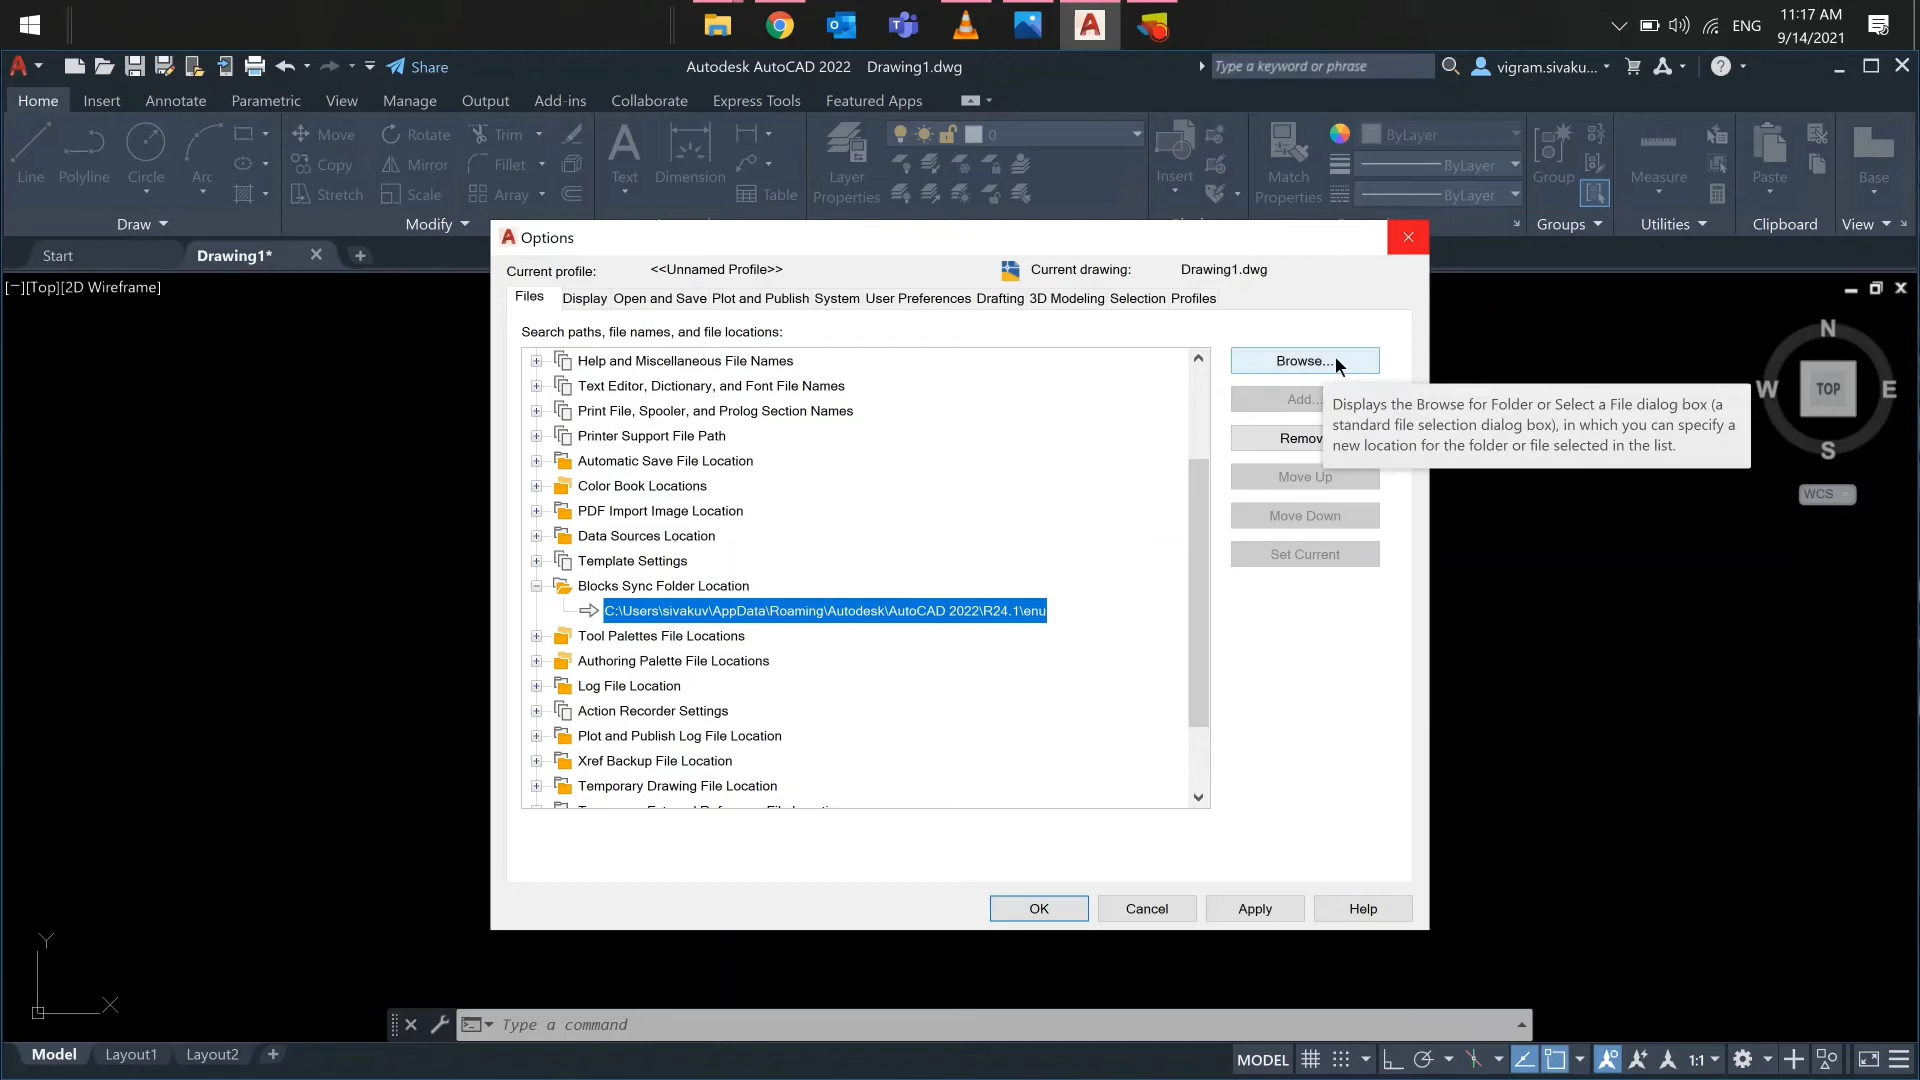 11:17 AM
ENG
9/14/2021
Share
Autodesk AutoCAD 2022 Drawing1.dwg
Type a keyword or phrase
vigram.sivaku...
Home Insert Annotate Parametric View Manage Output Add-ins Collaborate Express Tools Featured Apps
Line
Polyline
Circle
Arc
Move
Rotate
Trim
Copy
Mirror
Fillet
Stretch
Scale
Array
Text
Dimension
Table
Layer
Properties
0
Insert
Match
Properties
ByLayer
ByLayer
ByLayer
Group
Measure
Paste
Base
Draw
Modify
Groups
Utilities
Clipboard
View
Start
Drawing1*
[−][Top][2D Wireframe]
Options
Current profile: <<Unnamed Profile>> Current drawing: Drawing1.dwg
Files Display Open and Save Plot and Publish System User Preferences Drafting 3D Modeling Selection Profiles
Search paths, file names, and file locations:
Help and Miscellaneous File Names
Text Editor, Dictionary, and Font File Names
Print File, Spooler, and Prolog Section Names
Printer Support File Path
Automatic Save File Location
Color Book Locations
PDF Import Image Location
Data Sources Location
Template Settings
Blocks Sync Folder Location
C:\Users\sivakuv\AppData\Roaming\Autodesk\AutoCAD 2022\R24.1\enu
Tool Palettes File Locations
Authoring Palette File Locations
Log File Location
Action Recorder Settings
Plot and Publish Log File Location
Xref Backup File Location
Temporary Drawing File Location
Browse...
Add...
Remov
Displays the Browse for Folder or Select a File dialog box (a
standard file selection dialog box), in which you can specify a
new location for the folder or file selected in the list.
Move Up
Move Down
Set Current
OK
Cancel
Apply
Help
N
W
TOP
E
S
WCS
Y
X
Type a command
Model Layout1 Layout2
MODEL
1:1